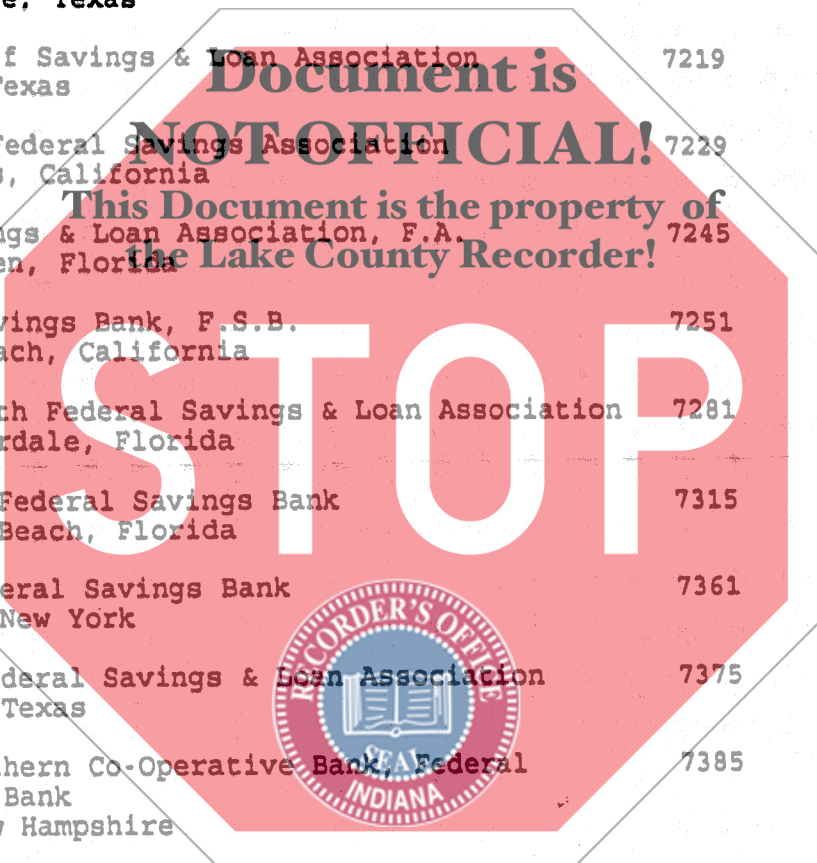 e, Texas
f Savings & Loan Association 7219
Texas
Document is
NOT OFFICIAL!
Federal Savings Association 7229
s, California
This Document is the property of
the Lake County Recorder!
ngs & Loan Association, F.A. 7245
en, Florida
vings Bank, F.S.B. 7251
ach, California
STOP
ch Federal Savings & Loan Association 7281
rdale, Florida
Federal Savings Bank 7315
Beach, Florida
eral Savings Bank 7361
New York
RECORDER'S OFFICE
SEAL
INDIANA
deral Savings & Loan Association 7375
Texas
hern Co-Operative Bank, Federal 7385
Bank
w Hampshire